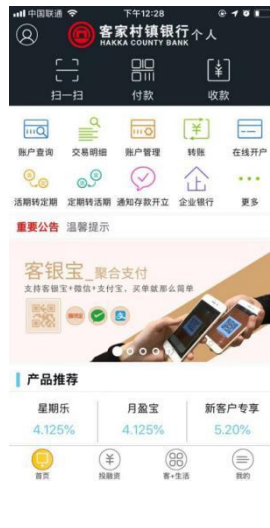 中国联通 下午12:28
客家村镇银行 个人
HAKKA COUNTY BANK
扫一扫 付款 收款
账户查询 交易明细 账户管理 转账 在线开户
活期转定期 定期转活期 通知存款开立 企业银行 更多
重要公告 温馨提示
客银宝_聚合支付
支持客银宝+微信+支付宝、买单就那么简单
产品推荐
星期乐 月盈宝 新客户专享
4.125% 4.125% 5.20%
首页 投融资 客+生活 我的